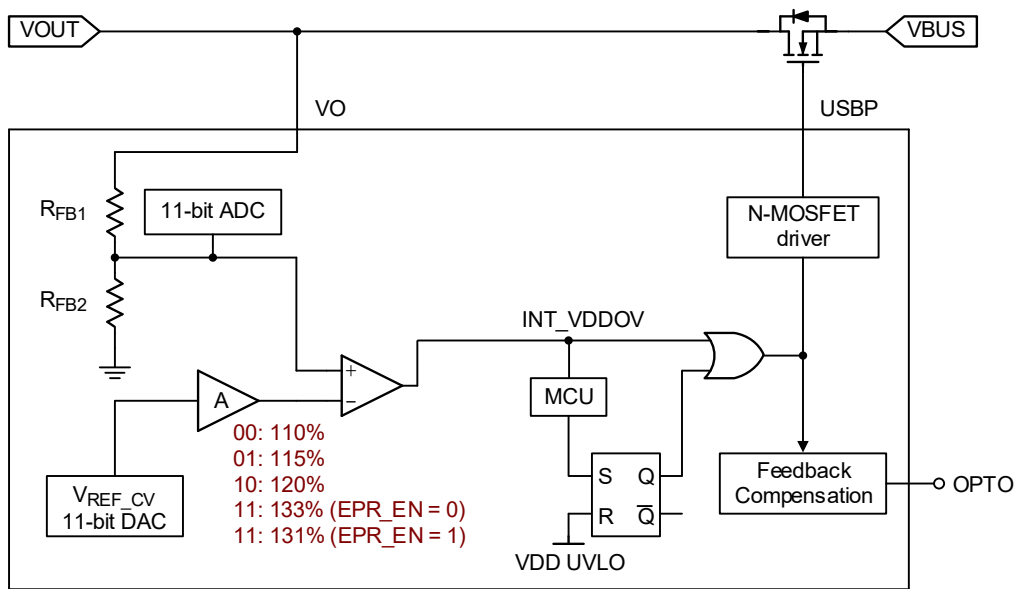 VOUT
VBUS
VO
USBP
RFB1
11-bit ADC
N-MOSFET
driver
RFB2
INT_VDDOV
+
−
A
MCU
00: 110%
01: 115%
10: 120%
11: 133% (EPR_EN = 0)
11: 131% (EPR_EN = 1)
VREF_CV
11-bit DAC
S
Q
R
Q̅
VDD UVLO
Feedback
Compensation
OPTO